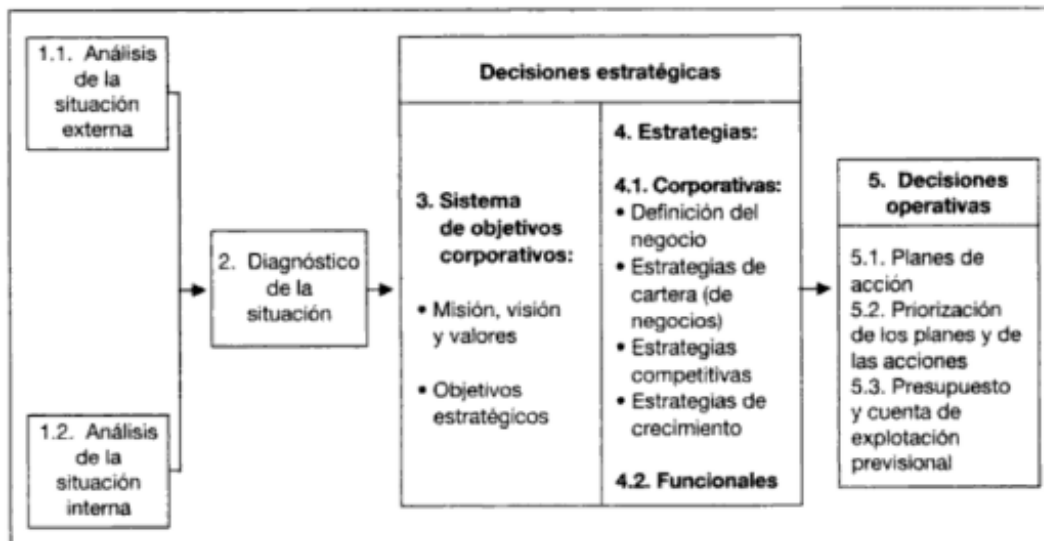 1.1. Análisis
de la
situación
externa
1.2. Análisis
de la
situación
interna
2. Diagnóstico
de la
situación
Decisiones estratégicas
3. Sistema
de objetivos
corporativos:
• Misión, visión
y valores
• Objetivos
estratégicos
4. Estrategias:
4.1. Corporativas:
• Definición del
negocio
• Estrategias de
cartera (de
negocios)
• Estrategias
competitivas
• Estrategias de
crecimiento
4.2. Funcionales
5. Decisiones
operativas
5.1. Planes de
acción
5.2. Priorización
de los planes y de
las acciones
5.3. Presupuesto
y cuenta de
explotación
previsional